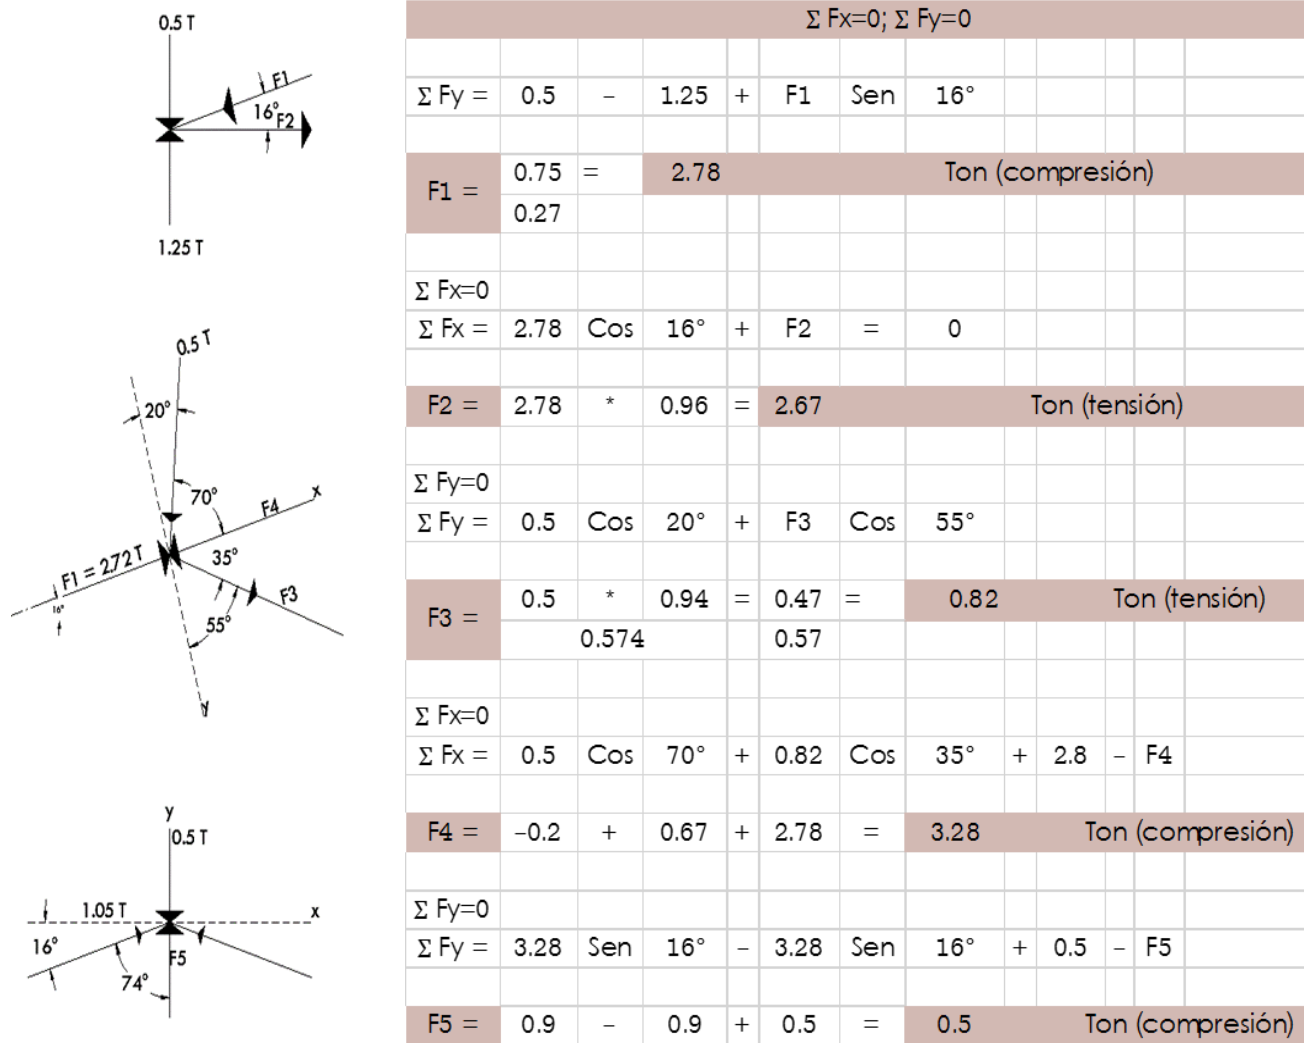 0.5 T
F1
16°
F2
1.25 T
0.5 T
20°
70°
F4
x
F1 = 2.72 T
35°
16°
F3
55°
y
y
0.5 T
1.05 T
x
16°
F5
74°
Σ Fx=0; Σ Fy=0
Σ Fy = 0.5 - 1.25 + F1 Sen 16°
F1 = 0.75 = 2.78 Ton (compresión)
0.27
Σ Fx=0
Σ Fx = 2.78 Cos 16° + F2 = 0
F2 = 2.78 * 0.96 = 2.67 Ton (tensión)
Σ Fy=0
Σ Fy = 0.5 Cos 20° + F3 Cos 55°
F3 = 0.5 * 0.94 = 0.47 = 0.82 Ton (tensión)
0.574 0.57
Σ Fx=0
Σ Fx = 0.5 Cos 70° + 0.82 Cos 35° + 2.8 - F4
F4 = -0.2 + 0.67 + 2.78 = 3.28 Ton (compresión)
Σ Fy=0
Σ Fy = 3.28 Sen 16° - 3.28 Sen 16° + 0.5 - F5
F5 = 0.9 - 0.9 + 0.5 = 0.5 Ton (compresión)